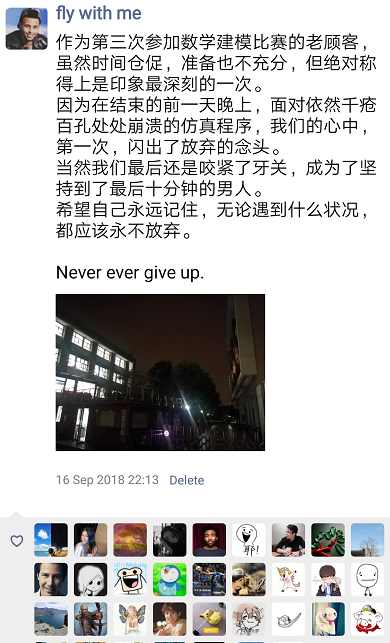 fly with me
作为第三次参加数学建模比赛的老顾客，
虽然时间仓促，准备也不充分，但绝对称
得上是印象最深刻的一次。
因为在结束的前一天晚上，面对依然千疮
百孔处处崩溃的仿真程序，我们的心中，
第一次，闪出了放弃的念头。
当然我们最后还是咬紧了牙关，成为了坚
持到了最后十分钟的男人。
希望自己永远记住，无论遇到什么状况，
都应该永不放弃。
Never ever give up.
16 Sep 2018 22:13 Delete
耶!